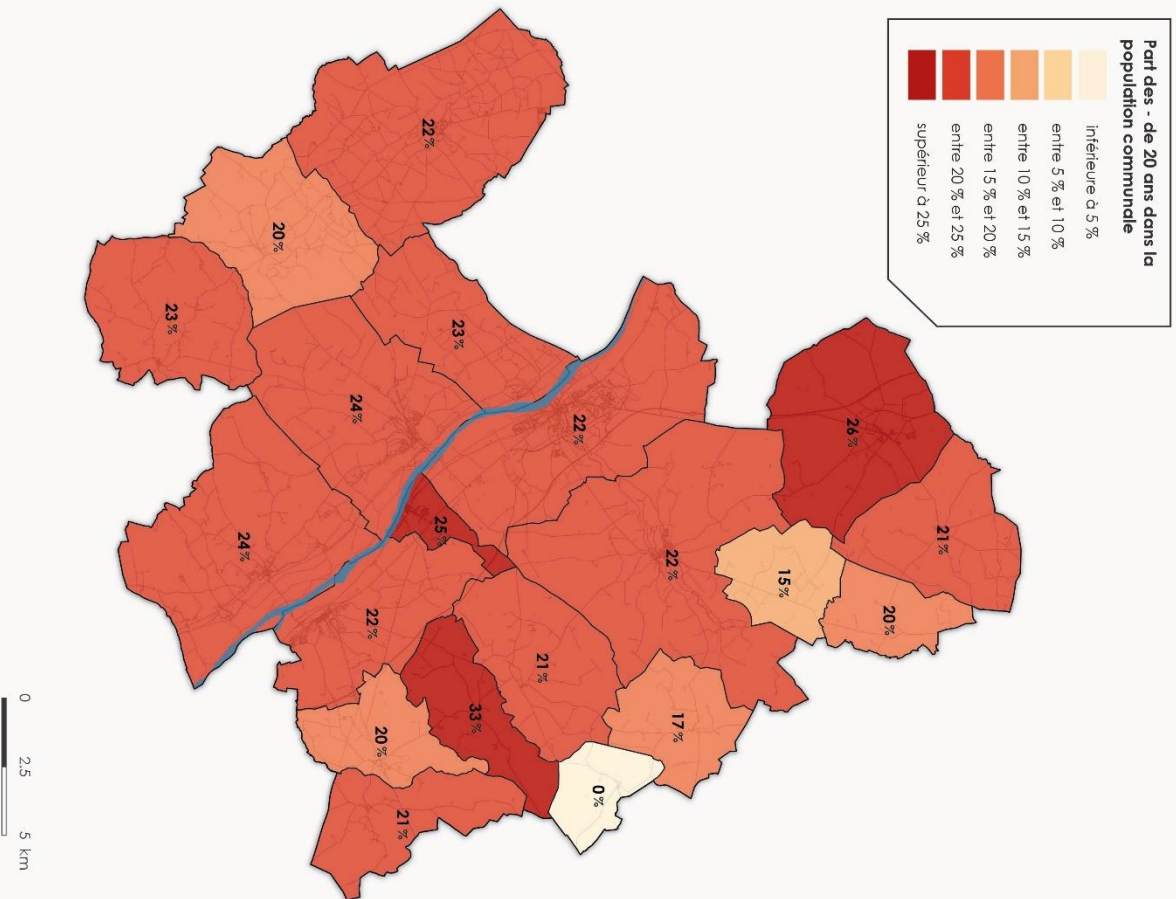 Part des - de 20 ans dans la
population communale
inférieure à 5 %
entre 5 % et 10 %
entre 10 % et 15 %
entre 15 % et 20 %
entre 20 % et 25 %
supérieur à 25 %
21 %
20 %
26 %
15 %
17 %
22 %
0 %
22 %
21 %
33 %
23 %
25 %
22 %
21 %
20 %
22 %
24 %
20 %
24 %
23 %
0 2.5 5 km